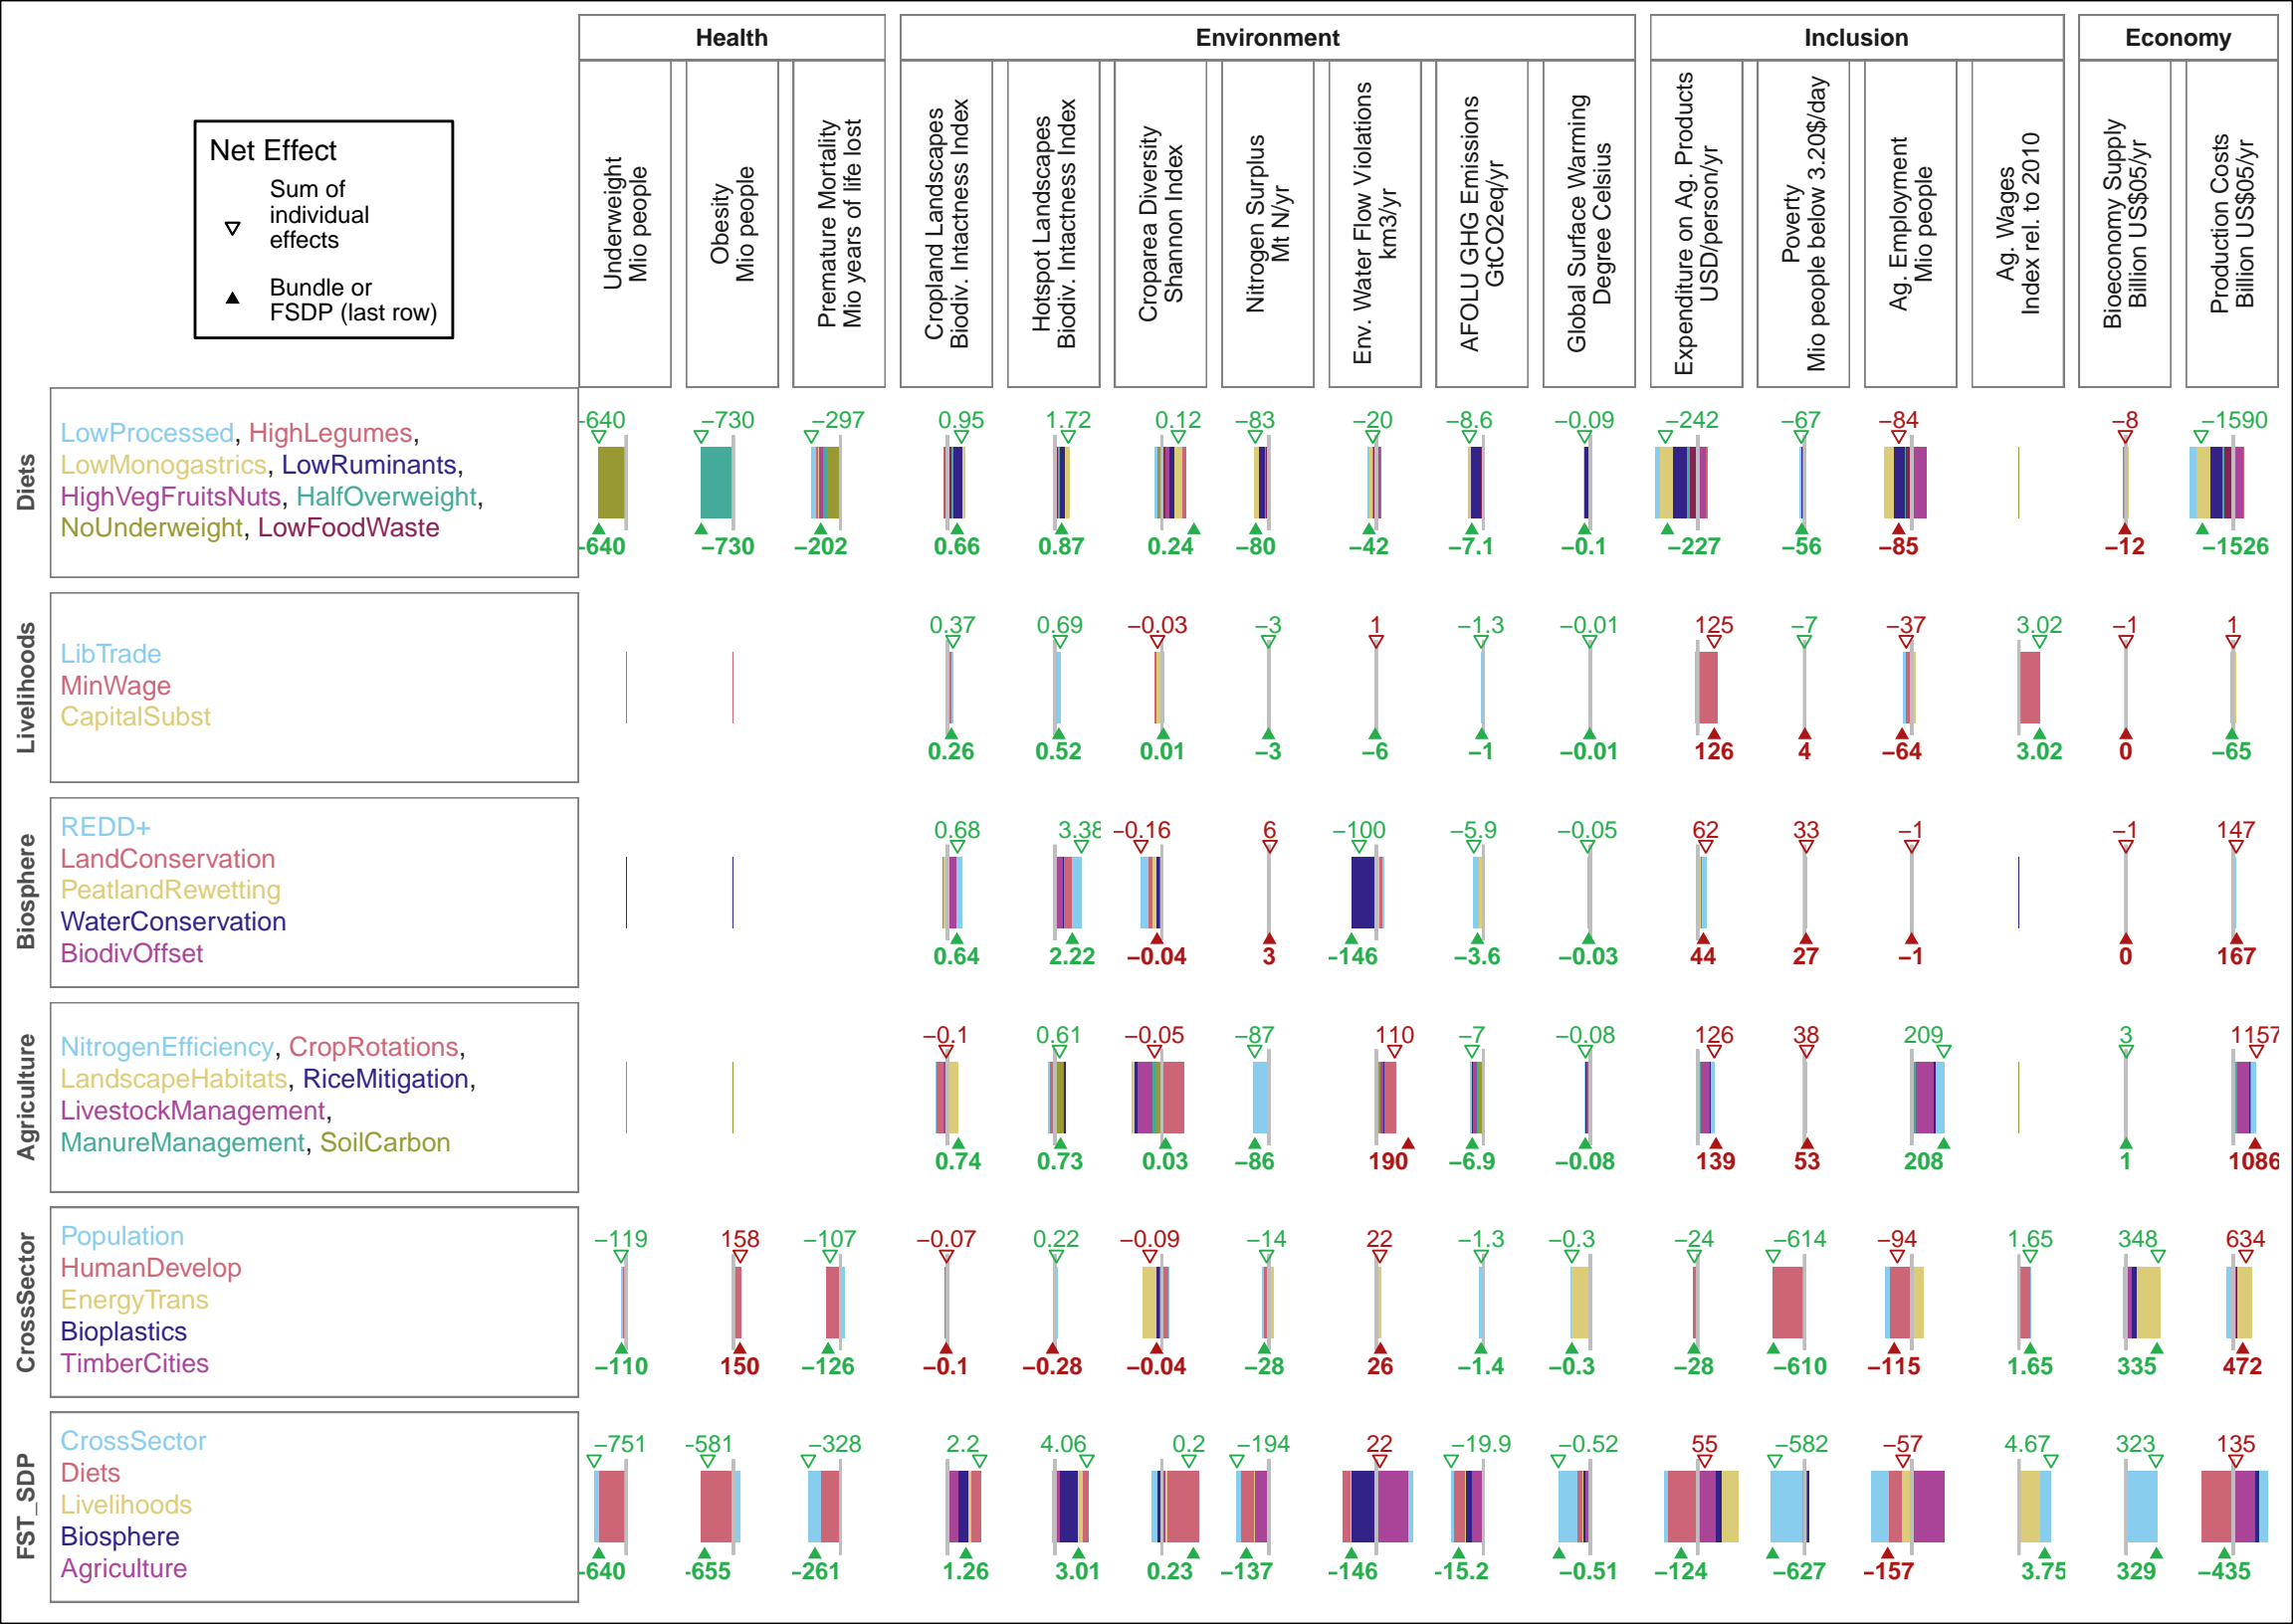 Health
Environment
Inclusion
Economy
Net Effect
Sum of
individual
effects
Bundle or
FSDP (last row)
Underweight
Mio people
Obesity
Mio people
Premature Mortality
Mio years of life lost
Cropland Landscapes
Biodiv. Intactness Index
Hotspot Landscapes
Biodiv. Intactness Index
Croparea Diversity
Shannon Index
Nitrogen Surplus
Mt N/yr
Env. Water Flow Violations
km3/yr
AFOLU GHG Emissions
GtCO2eq/yr
Global Surface Warming
Degree Celsius
Expenditure on Ag. Products
USD/person/yr
Poverty
Mio people below 3.20$/day
Ag. Employment
Mio people
Ag. Wages
Index rel. to 2010
Bioeconomy Supply
Billion US$05/yr
Production Costs
Billion US$05/yr
Diets
LowProcessed, HighLegumes,
LowMonogastrics, LowRuminants,
HighVegFruitsNuts, HalfOverweight,
NoUnderweight, LowFoodWaste
−640 −730 −297 0.95 1.72 0.12 −83 −20 −8.6 −0.09 −242 −67 −84 −8 −1590
−640 −730 −202 0.66 0.87 0.24 −80 −42 −7.1 −0.1 −227 −56 −85 −12 −1526
Livelihoods
LibTrade
MinWage
CapitalSubst
0.37 0.69 −0.03 −3 1 −1.3 −0.01 125 −7 −37 3.02 −1 1
0.26 0.52 0.01 −3 −6 −1 −0.01 126 4 −64 3.02 0 −65
Biosphere
REDD+
LandConservation
PeatlandRewetting
WaterConservation
BiodivOffset
0.68 3.38 −0.16 6 −100 −5.9 −0.05 62 33 −1 −1 147
0.64 2.22 −0.04 3 −146 −3.6 −0.03 44 27 −1 0 167
Agriculture
NitrogenEfficiency, CropRotations,
LandscapeHabitats, RiceMitigation,
LivestockManagement,
ManureManagement, SoilCarbon
−0.1 0.61 −0.05 −87 110 −7 −0.08 126 38 209 3 1157
0.74 0.73 0.03 −86 190 −6.9 −0.08 139 53 208 1 1086
CrossSector
Population
HumanDevelop
EnergyTrans
Bioplastics
TimberCities
−119 158 −107 −0.07 0.22 −0.09 −14 22 −1.3 −0.3 −24 −614 −94 1.65 348 634
−110 150 −126 −0.1 −0.28 −0.04 −28 26 −1.4 −0.3 −28 −610 −115 1.65 335 472
FST_SDP
CrossSector
Diets
Livelihoods
Biosphere
Agriculture
−751 −581 −328 2.2 4.06 0.2 −194 22 −19.9 −0.52 55 −582 −57 4.67 323 135
−640 −655 −261 1.26 3.01 0.23 −137 −146 −15.2 −0.51 −124 −627 −157 3.75 329 −435